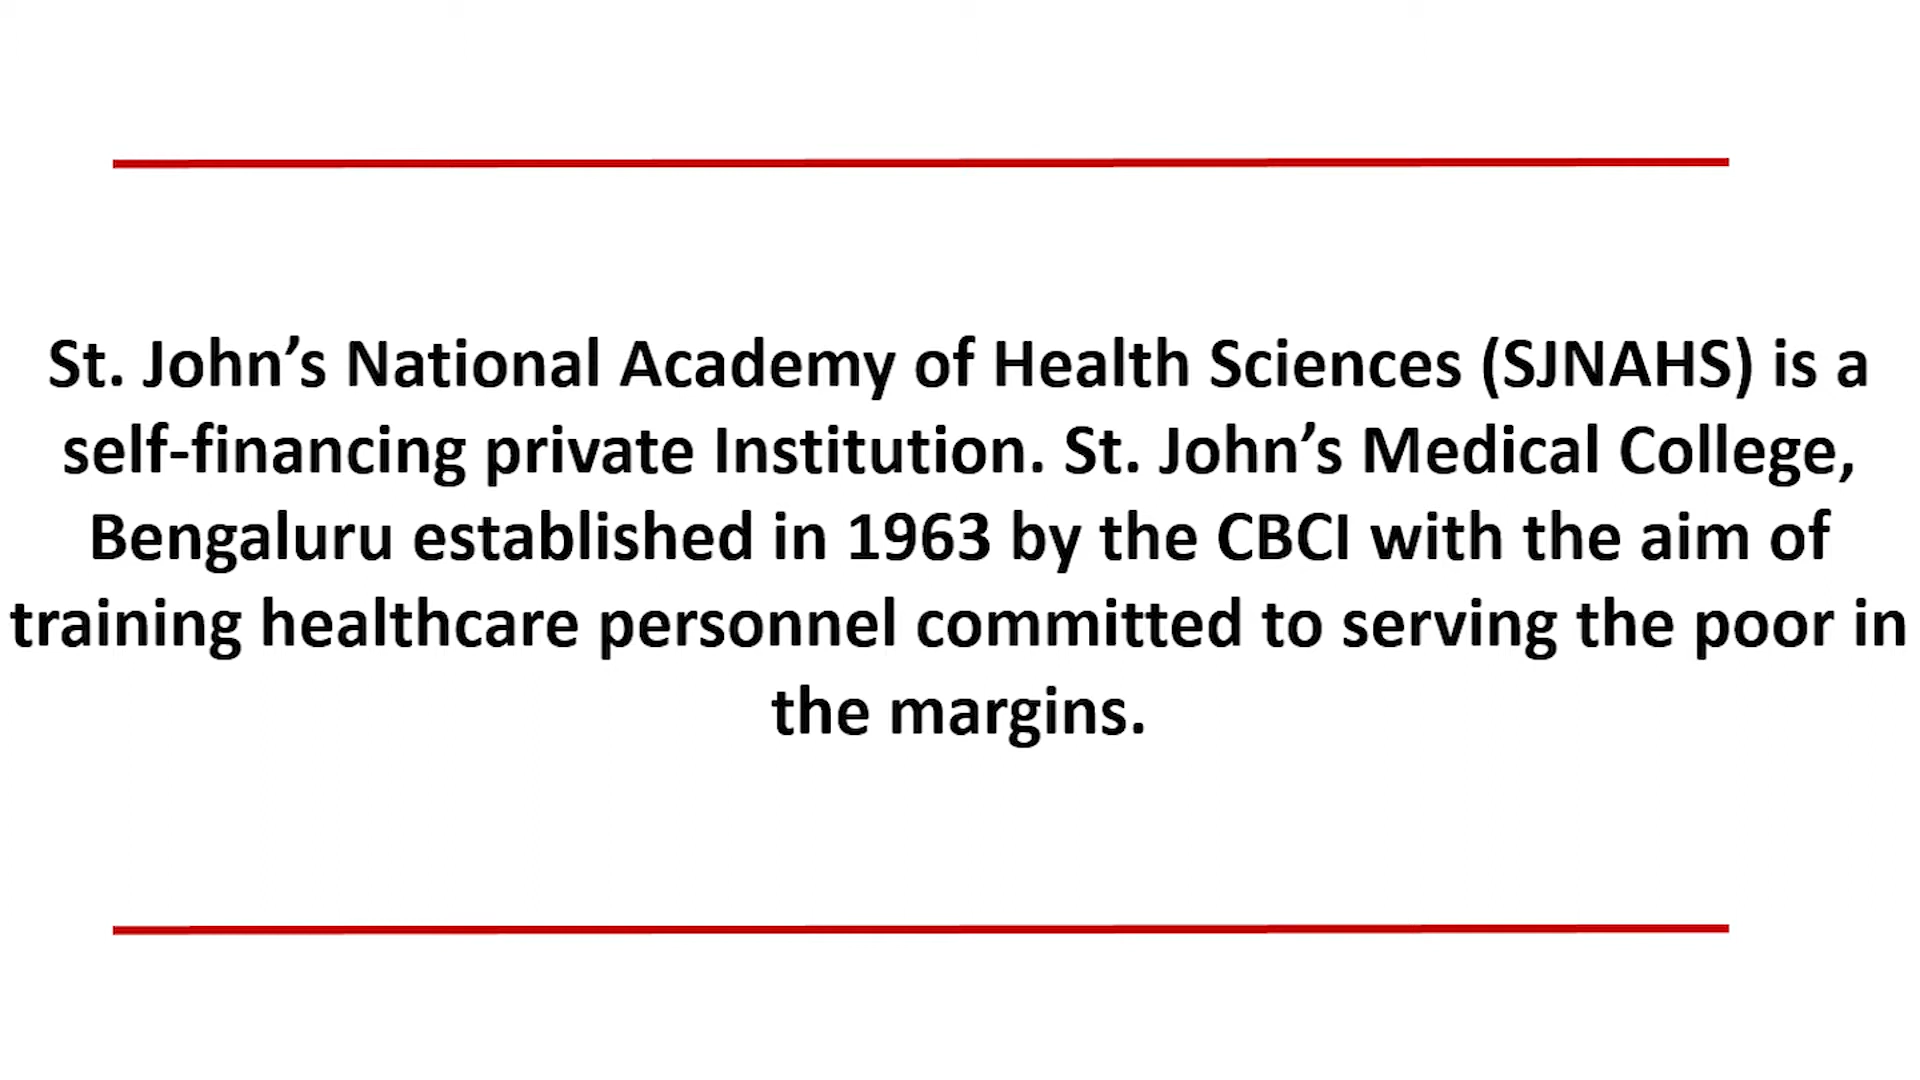 St. John’s National Academy of Health Sciences (SJNAHS) is a
self-financing private Institution. St. John’s Medical College,
Bengaluru established in 1963 by the CBCI with the aim of
training healthcare personnel committed to serving the poor in
the margins.